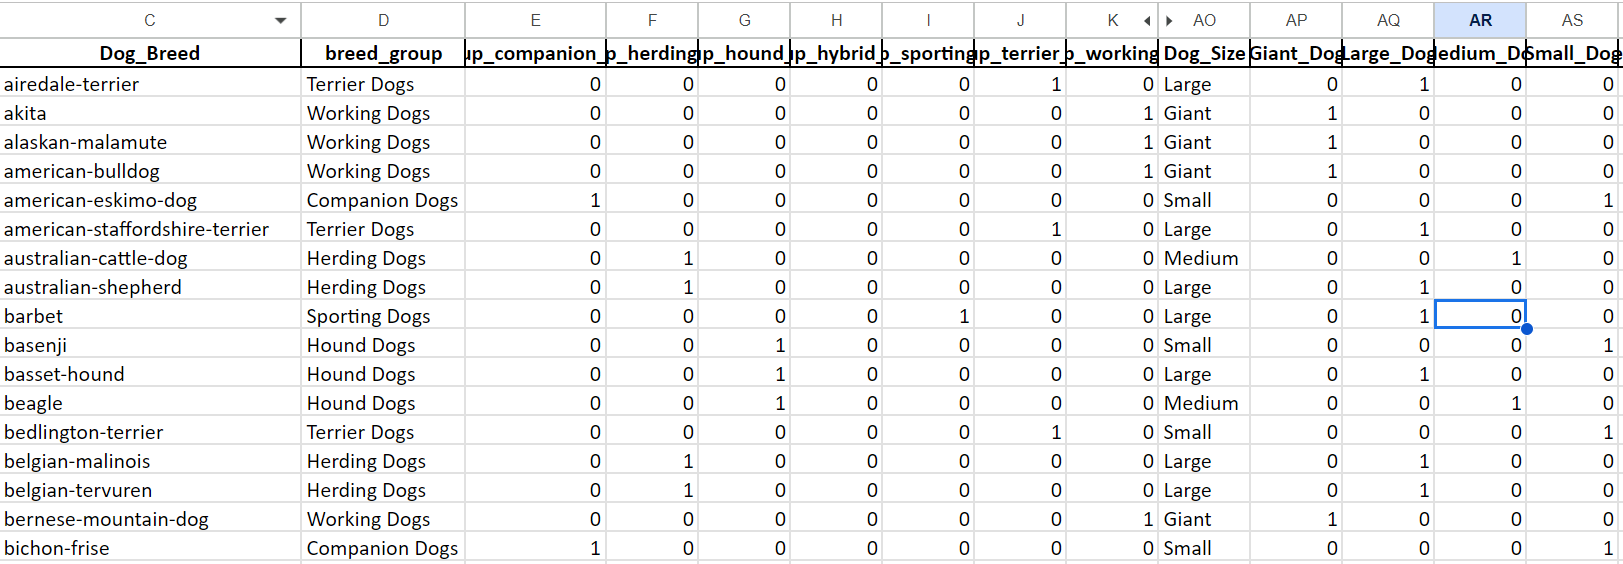 C D E F G H I J K AO AP AQ AR AS
Dog_Breed breed_group up_companion_ p_herding up_hound_ up_hybrid_ p_sporting up_terrier_ p_working Dog_Size Giant_Dog Large_Dog edium_Do Small_Dog
airedale-terrier Terrier Dogs 0 0 0 0 0 1 0 Large 0 1 0 0
akita Working Dogs 0 0 0 0 0 0 1 Giant 1 0 0 0
alaskan-malamute Working Dogs 0 0 0 0 0 0 1 Giant 1 0 0 0
american-bulldog Working Dogs 0 0 0 0 0 0 1 Giant 1 0 0 0
american-eskimo-dog Companion Dogs 1 0 0 0 0 0 0 Small 0 0 0 1
american-staffordshire-terrier Terrier Dogs 0 0 0 0 0 1 0 Large 0 1 0 0
australian-cattle-dog Herding Dogs 0 1 0 0 0 0 0 Medium 0 0 1 0
australian-shepherd Herding Dogs 0 1 0 0 0 0 0 Large 0 1 0 0
barbet Sporting Dogs 0 0 0 0 1 0 0 Large 0 1 0 0
basenji Hound Dogs 0 0 1 0 0 0 0 Small 0 0 0 1
basset-hound Hound Dogs 0 0 1 0 0 0 0 Large 0 1 0 0
beagle Hound Dogs 0 0 1 0 0 0 0 Medium 0 0 1 0
bedlington-terrier Terrier Dogs 0 0 0 0 0 1 0 Small 0 0 0 1
belgian-malinois Herding Dogs 0 1 0 0 0 0 0 Large 0 1 0 0
belgian-tervuren Herding Dogs 0 1 0 0 0 0 0 Large 0 1 0 0
bernese-mountain-dog Working Dogs 0 0 0 0 0 0 1 Giant 1 0 0 0
bichon-frise Companion Dogs 1 0 0 0 0 0 0 Small 0 0 0 1